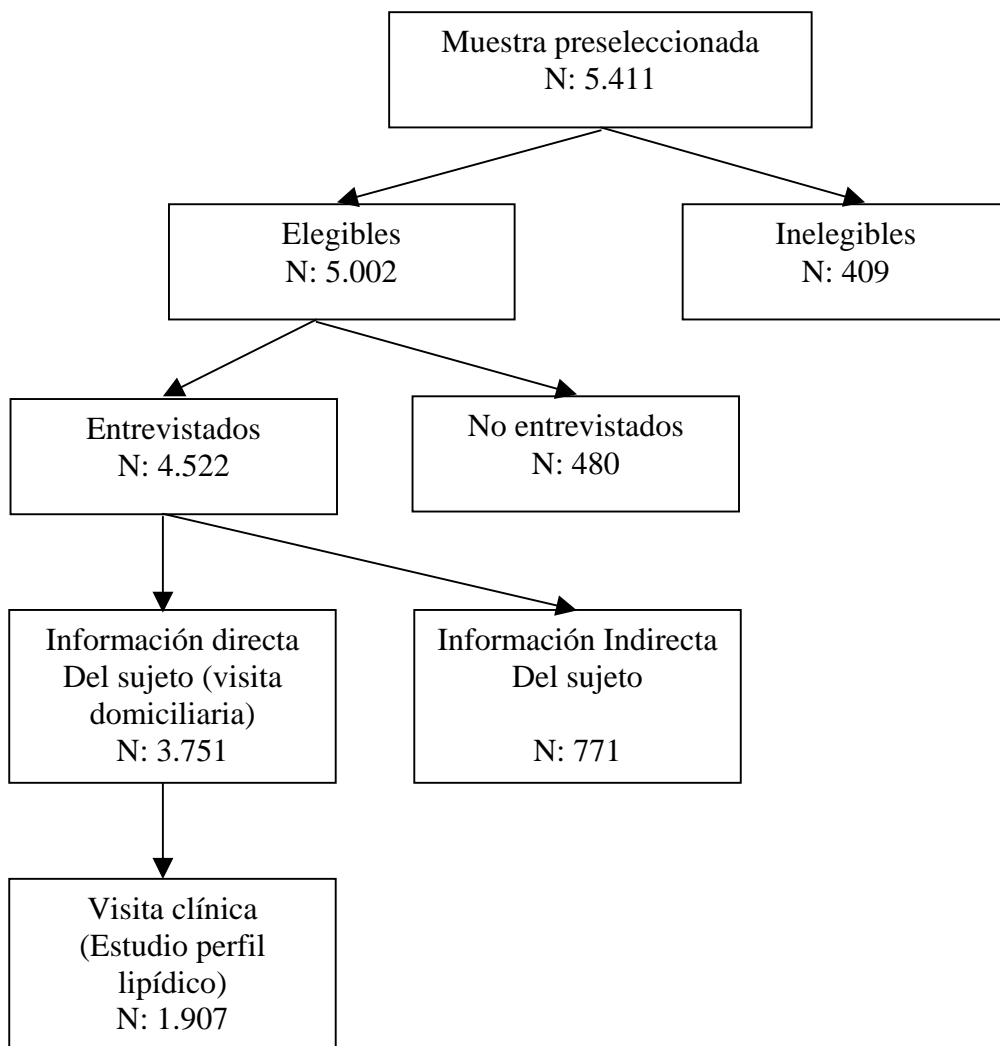 Muestra preseleccionada
N: 5.411
Elegibles
N: 5.002
Inelegibles
N: 409
Entrevistados
N: 4.522
No entrevistados
N: 480
Información directa
Del sujeto (visita
domiciliaria)
N: 3.751
Información Indirecta
Del sujeto
N: 771
Visita clínica
(Estudio perfil
lipídico)
N: 1.907